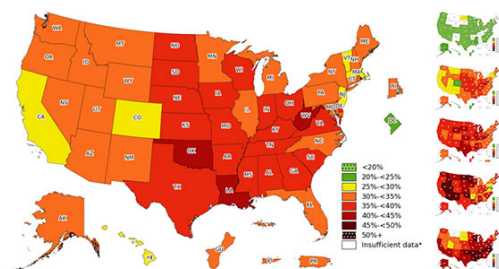 WA
ND
MT
MN
ME
OR
ID
SD
WI
VT
NH
WY
MI
NY
MA
CT
RI
NE
IA
PA
NJ
NV
UT
IL
IN
OH
MD
DE
CA
CO
WV
DC
KS
MO
KY
VA
NC
TN
AZ
NM
OK
AR
SC
MS
AL
GA
TX
LA
FL
AK
HI
GU
VI
PR
<20%
20%-<25%
25%-<30%
30%-<35%
35%-<40%
40%-<45%
45%-<50%
50%+
Insufficient data*